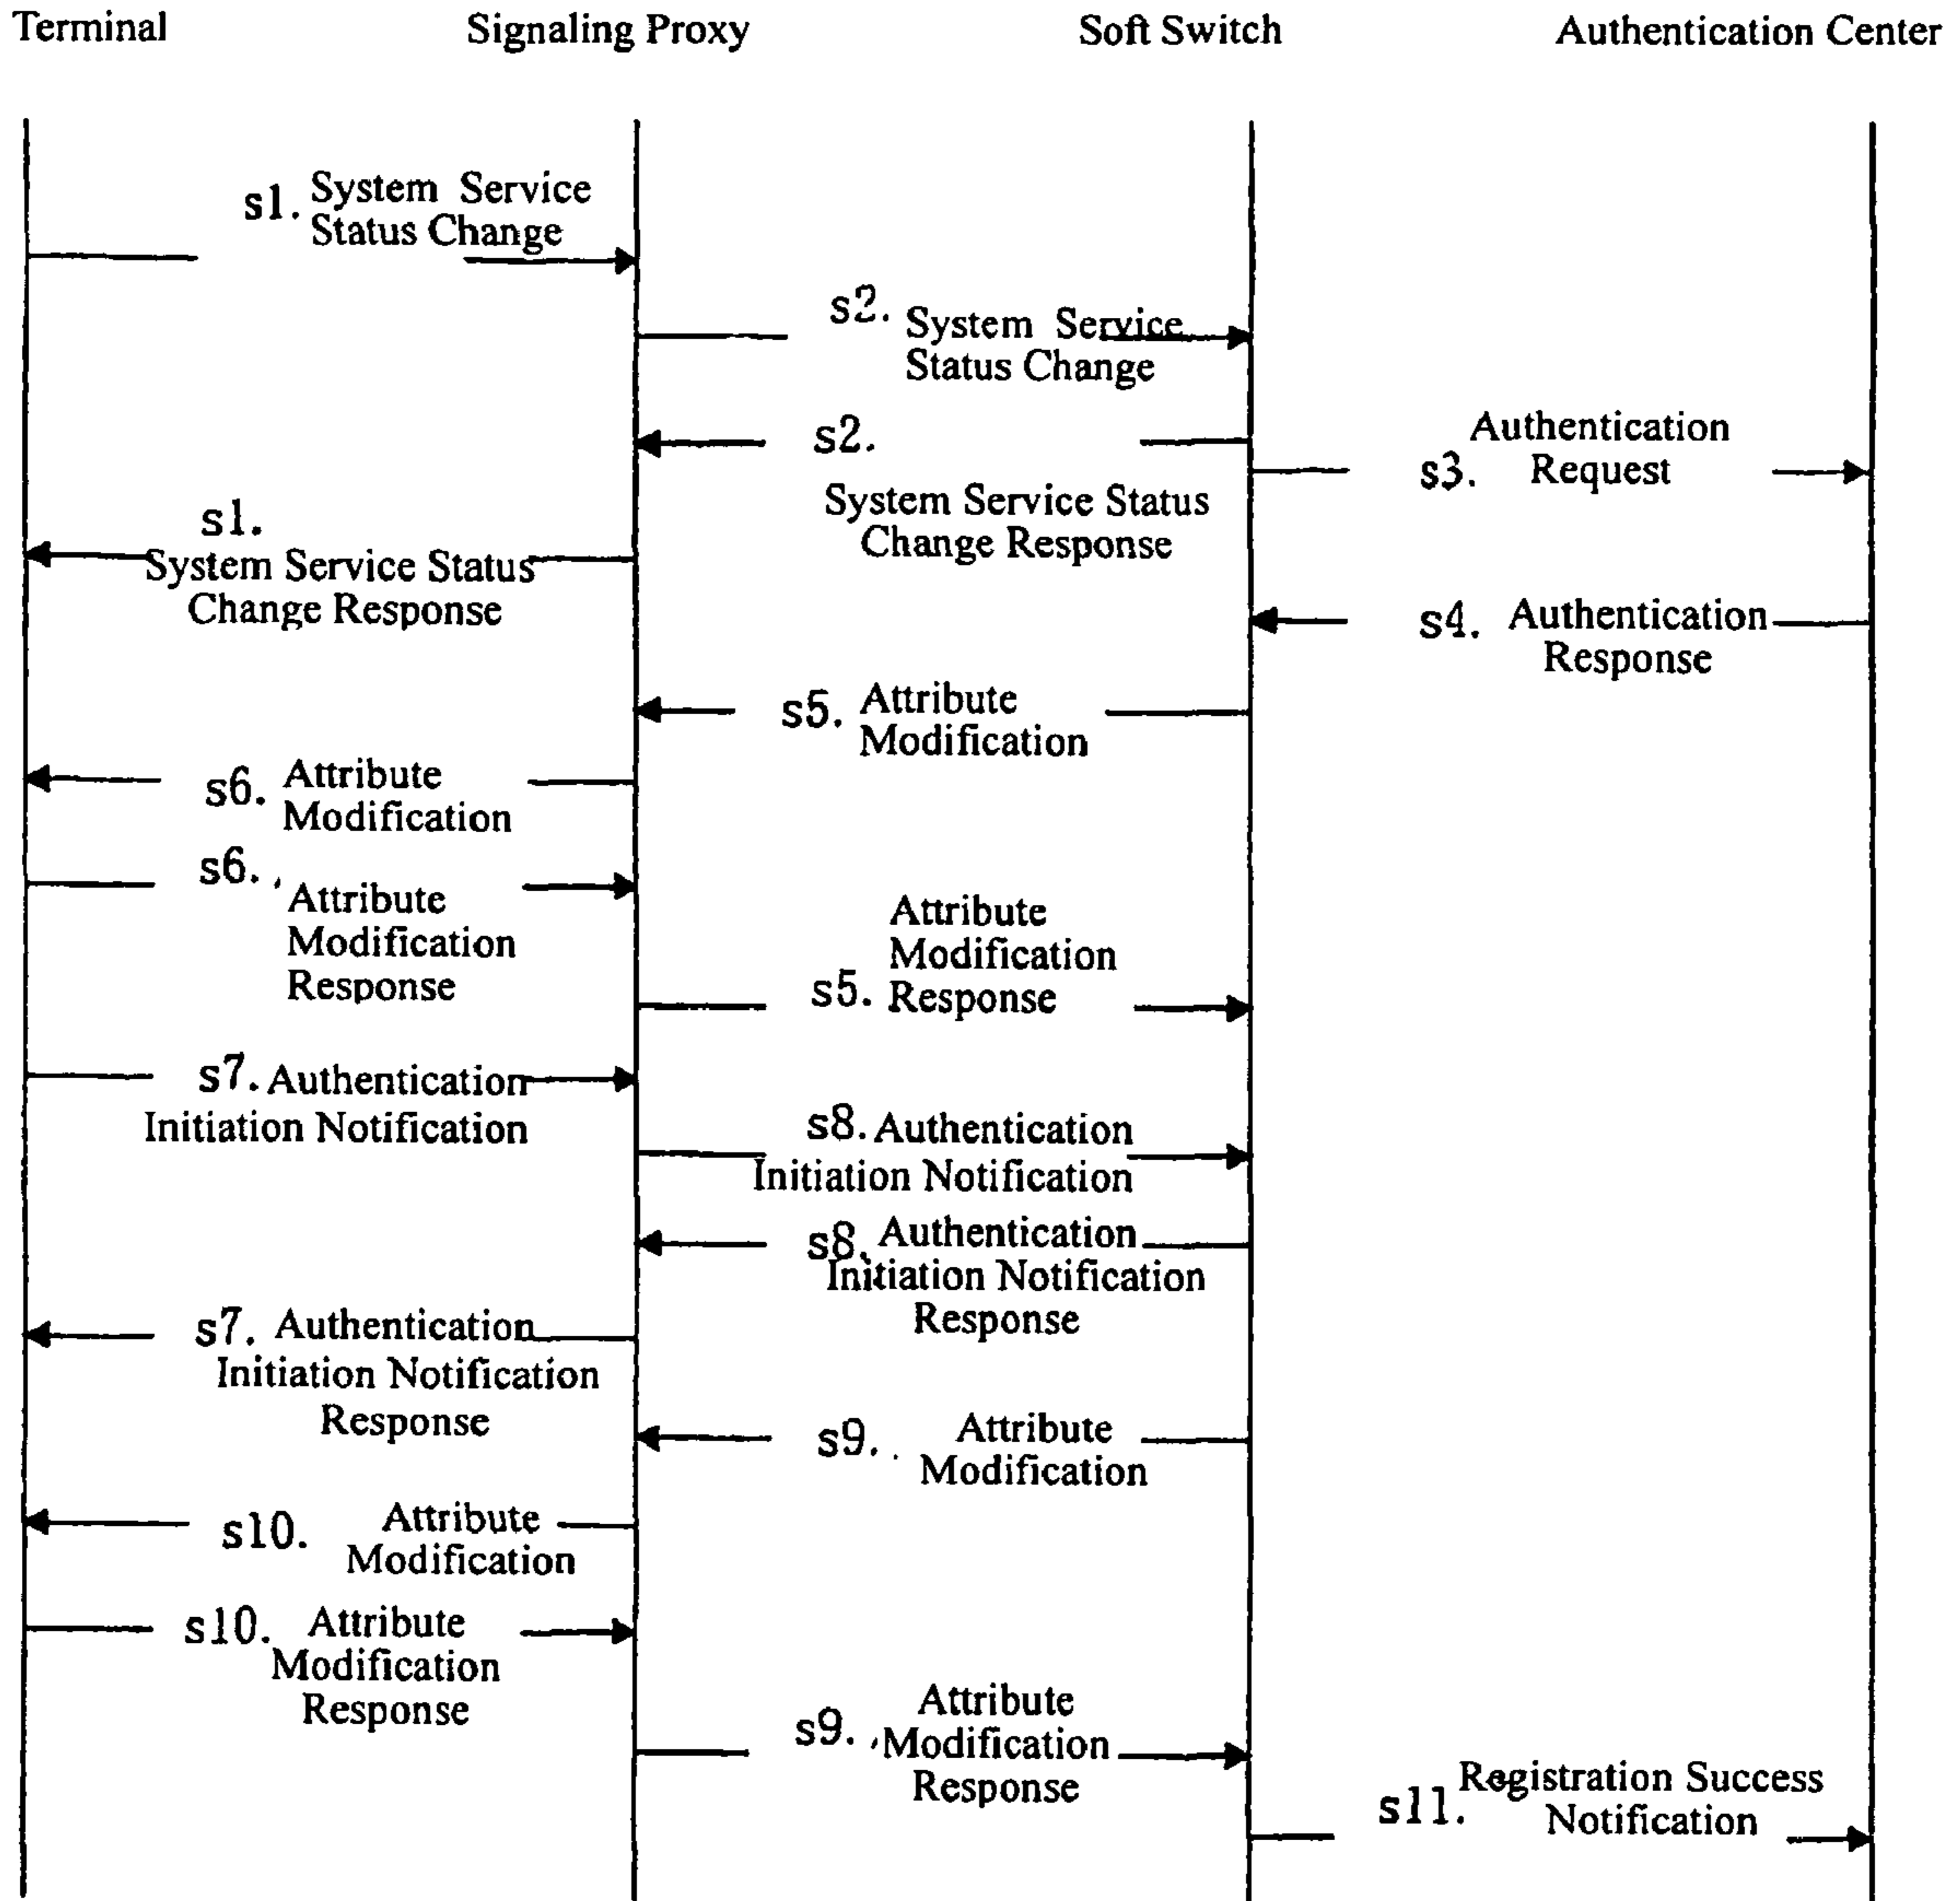 Terminal
Signaling Proxy
Soft Switch
Authentication Center
s1. System Service
Status Change
s2. System Service
Status Change
s2.
System Service Status
Change Response
s3. Authentication
Request
s1.
System Service Status
Change Response
s4. Authentication
Response
s5. Attribute
Modification
s6. Attribute
Modification
s6.
Attribute
Modification
Response
Attribute
Modification
s5. Response
s7. Authentication
Initiation Notification
s8. Authentication
Initiation Notification
s8. Authentication
Initiation Notification
Response
s7. Authentication
Initiation Notification
Response
s9. Attribute
Modification
s10. Attribute
Modification
s10. Attribute
Modification
Response
s9. Attribute
Modification
Response
s11. Registration Success
Notification